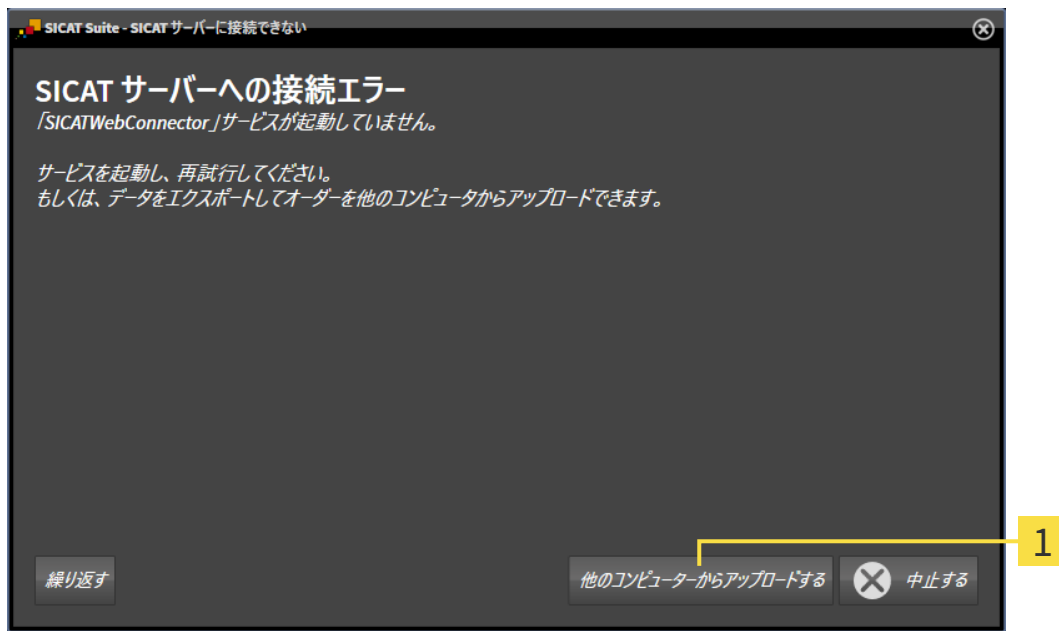 SICAT Suite - SICAT サーバーに接続できない
SICAT サーバーへの接続エラー
「SICATWebConnector」サービスが起動していません。
サービスを起動し、再試行してください。
もしくは、データをエクスポートしてオーダーを他のコンピュータからアップロードできます。
1
繰り返す 他のコンピューターからアップロードする 中止する